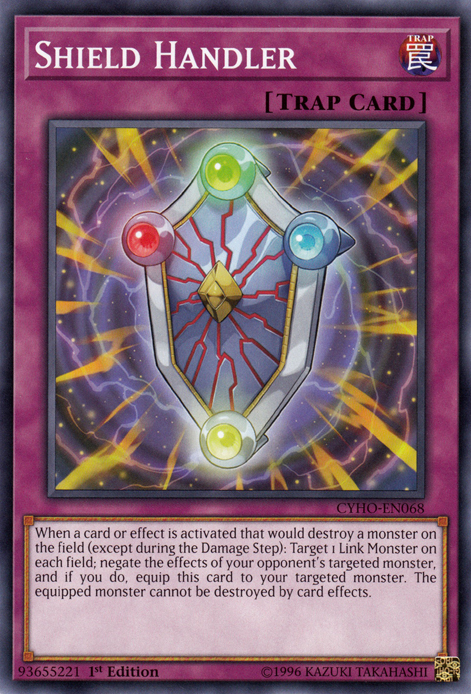 Shield Handler
TRAP
罠
[Trap Card]
CYHO-EN068
When a card or effect is activated that would destroy a monster on
the field (except during the Damage Step): Target 1 Link Monster on
each field; negate the effects of your opponent's targeted monster,
and if you do, equip this card to your targeted monster. The
equipped monster cannot be destroyed by card effects.
93655221 1st Edition ©1996 KAZUKI TAKAHASHI